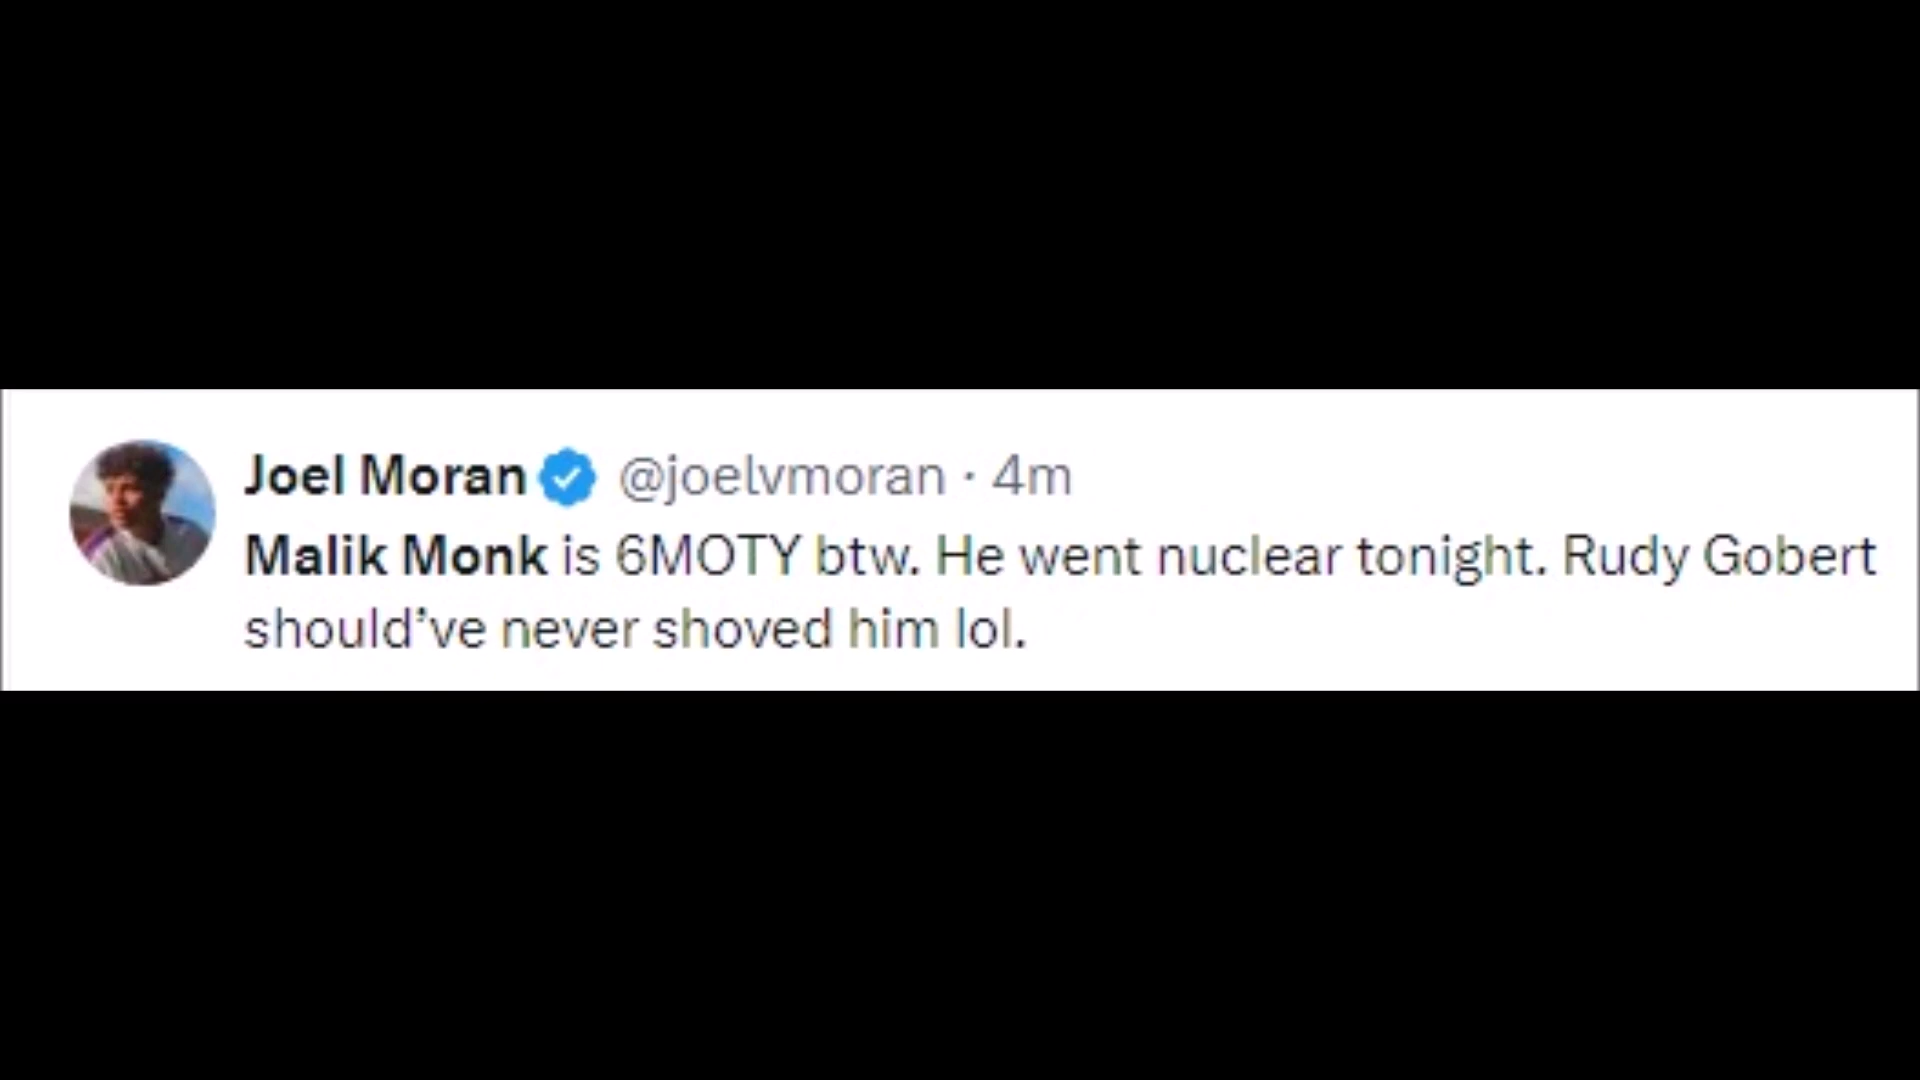 Joel Moran @joelvmoran · 4m
Malik Monk is 6MOTY btw. He went nuclear tonight. Rudy Gobert
should’ve never shoved him lol.